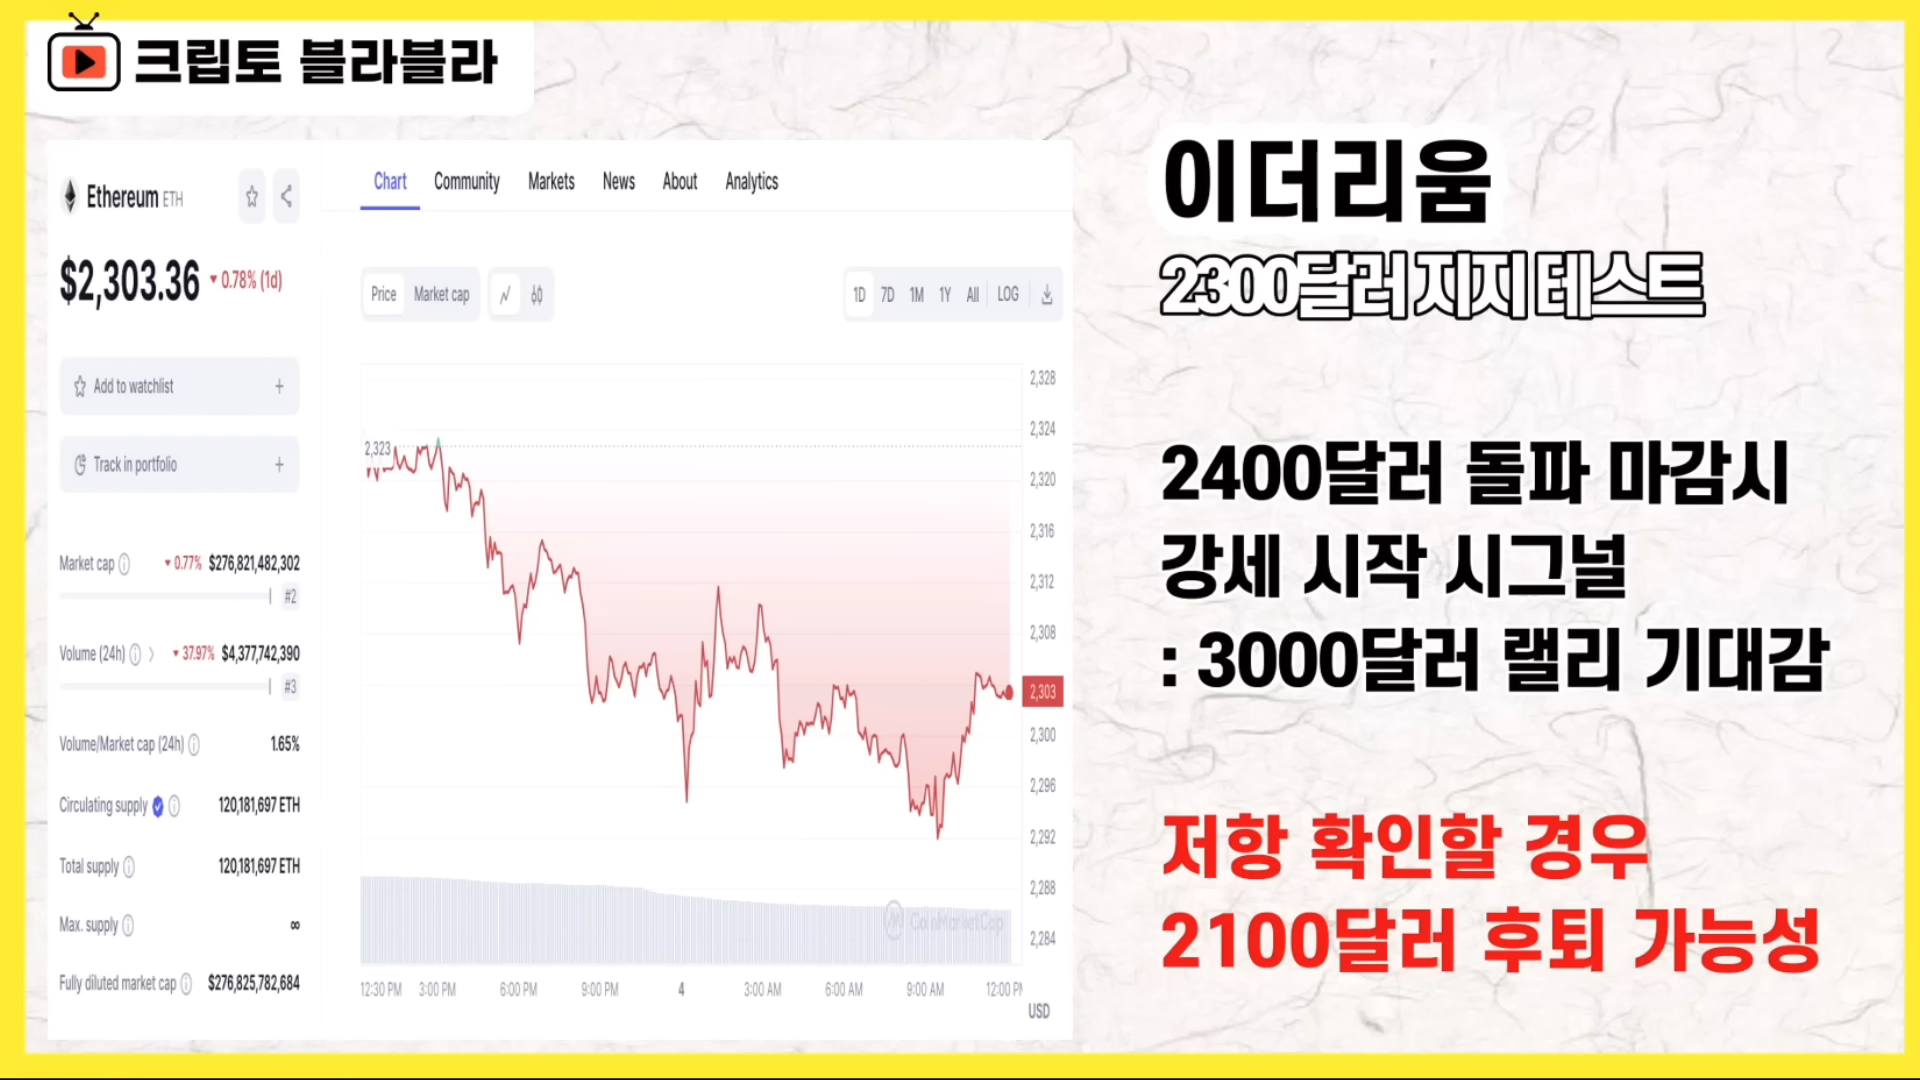 크립토 블라블라
Ethereum ETH
$2,303.36 ▼ 0.78% (1d)
Add to watchlist +
Track in portfolio +
Market cap ▼ 0.77% $276,821,482,302
#2
Volume (24h) ▼ 37.97% $4,377,742,390
#3
Volume/Market cap (24h) 1.65%
Circulating supply 120,181,697 ETH
Total supply 120,181,697 ETH
Max. supply ∞
Fully diluted market cap $276,825,782,684
Chart Community Markets News About Analytics
Price Market cap
1D 7D 1M 1Y All LOG
2,323
2,328
2,324
2,320
2,316
2,312
2,308
2,303
2,300
2,296
2,292
2,288
2,284
CoinMarketCap
12:30 PM 3:00 PM 6:00 PM 9:00 PM 4 3:00 AM 6:00 AM 9:00 AM 12:00 PM
USD
이더리움
2300달러 지지 테스트
2400달러 돌파 마감시
강세 시작 시그널
: 3000달러 랠리 기대감
저항 확인할 경우
2100달러 후퇴 가능성